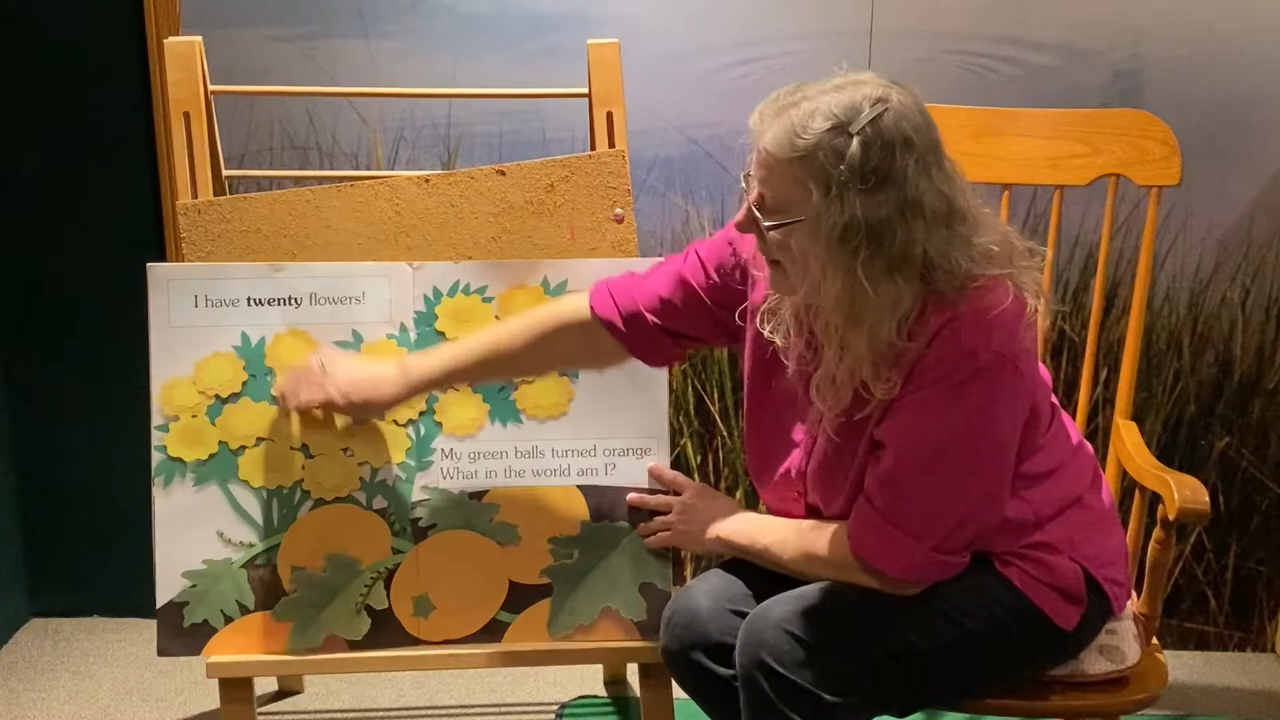 I have twenty flowers!
My green balls turned orange.
What in the world am I?